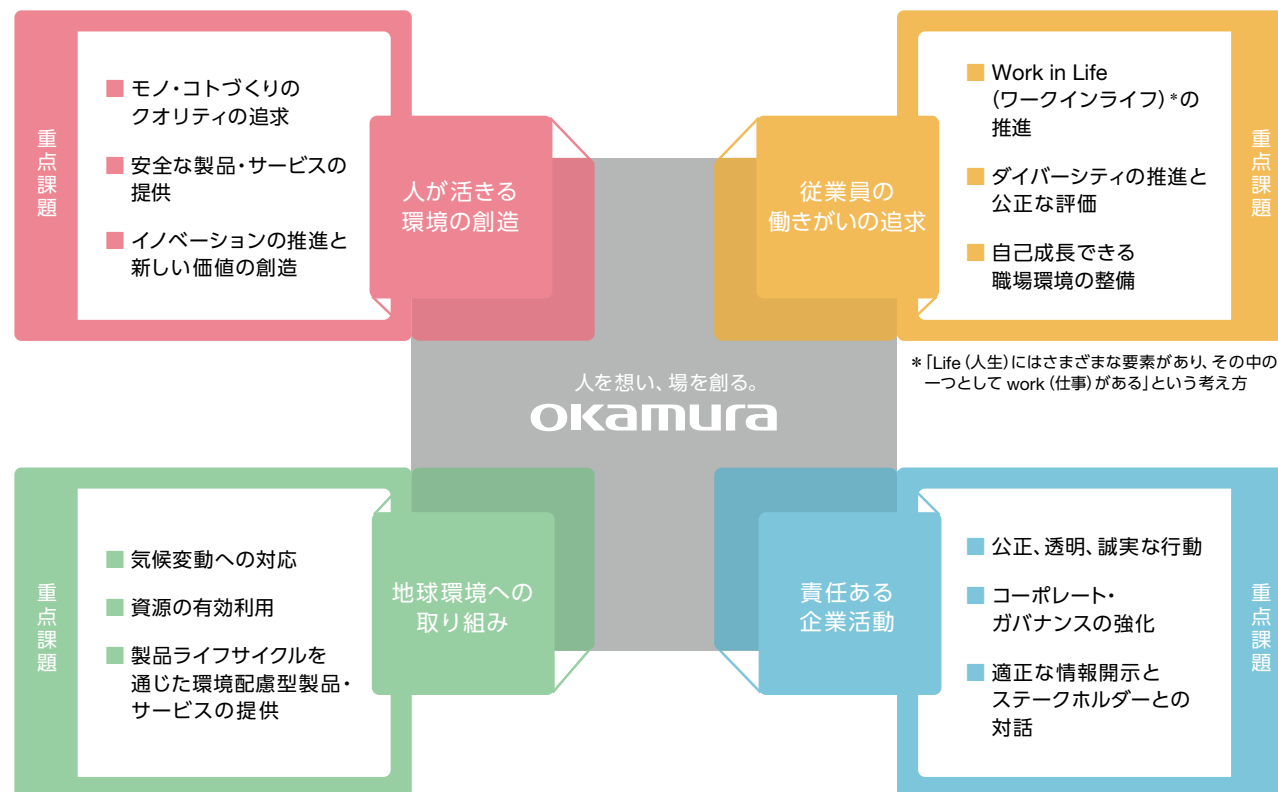 重点課題
モノ・コトづくりの
クオリティの追求
安全な製品・サービスの
提供
イノベーションの推進と
新しい価値の創造
人が活きる
環境の創造
従業員の
働きがいの追求
Work in Life
(ワークインライフ)*の
推進
ダイバーシティの推進と
公正な評価
自己成長できる
職場環境の整備
重点課題
*「Life(人生)にはさまざまな要素があり、その中の
一つとして work(仕事)がある」という考え方
人を想い、場を創る。
okamura
重点課題
気候変動への対応
資源の有効利用
製品ライフサイクルを
通じた環境配慮型製品・
サービスの提供
地球環境への
取り組み
責任ある
企業活動
公正、透明、誠実な行動
コーポレート・
ガバナンスの強化
適正な情報開示と
ステークホルダーとの
対話
重点課題